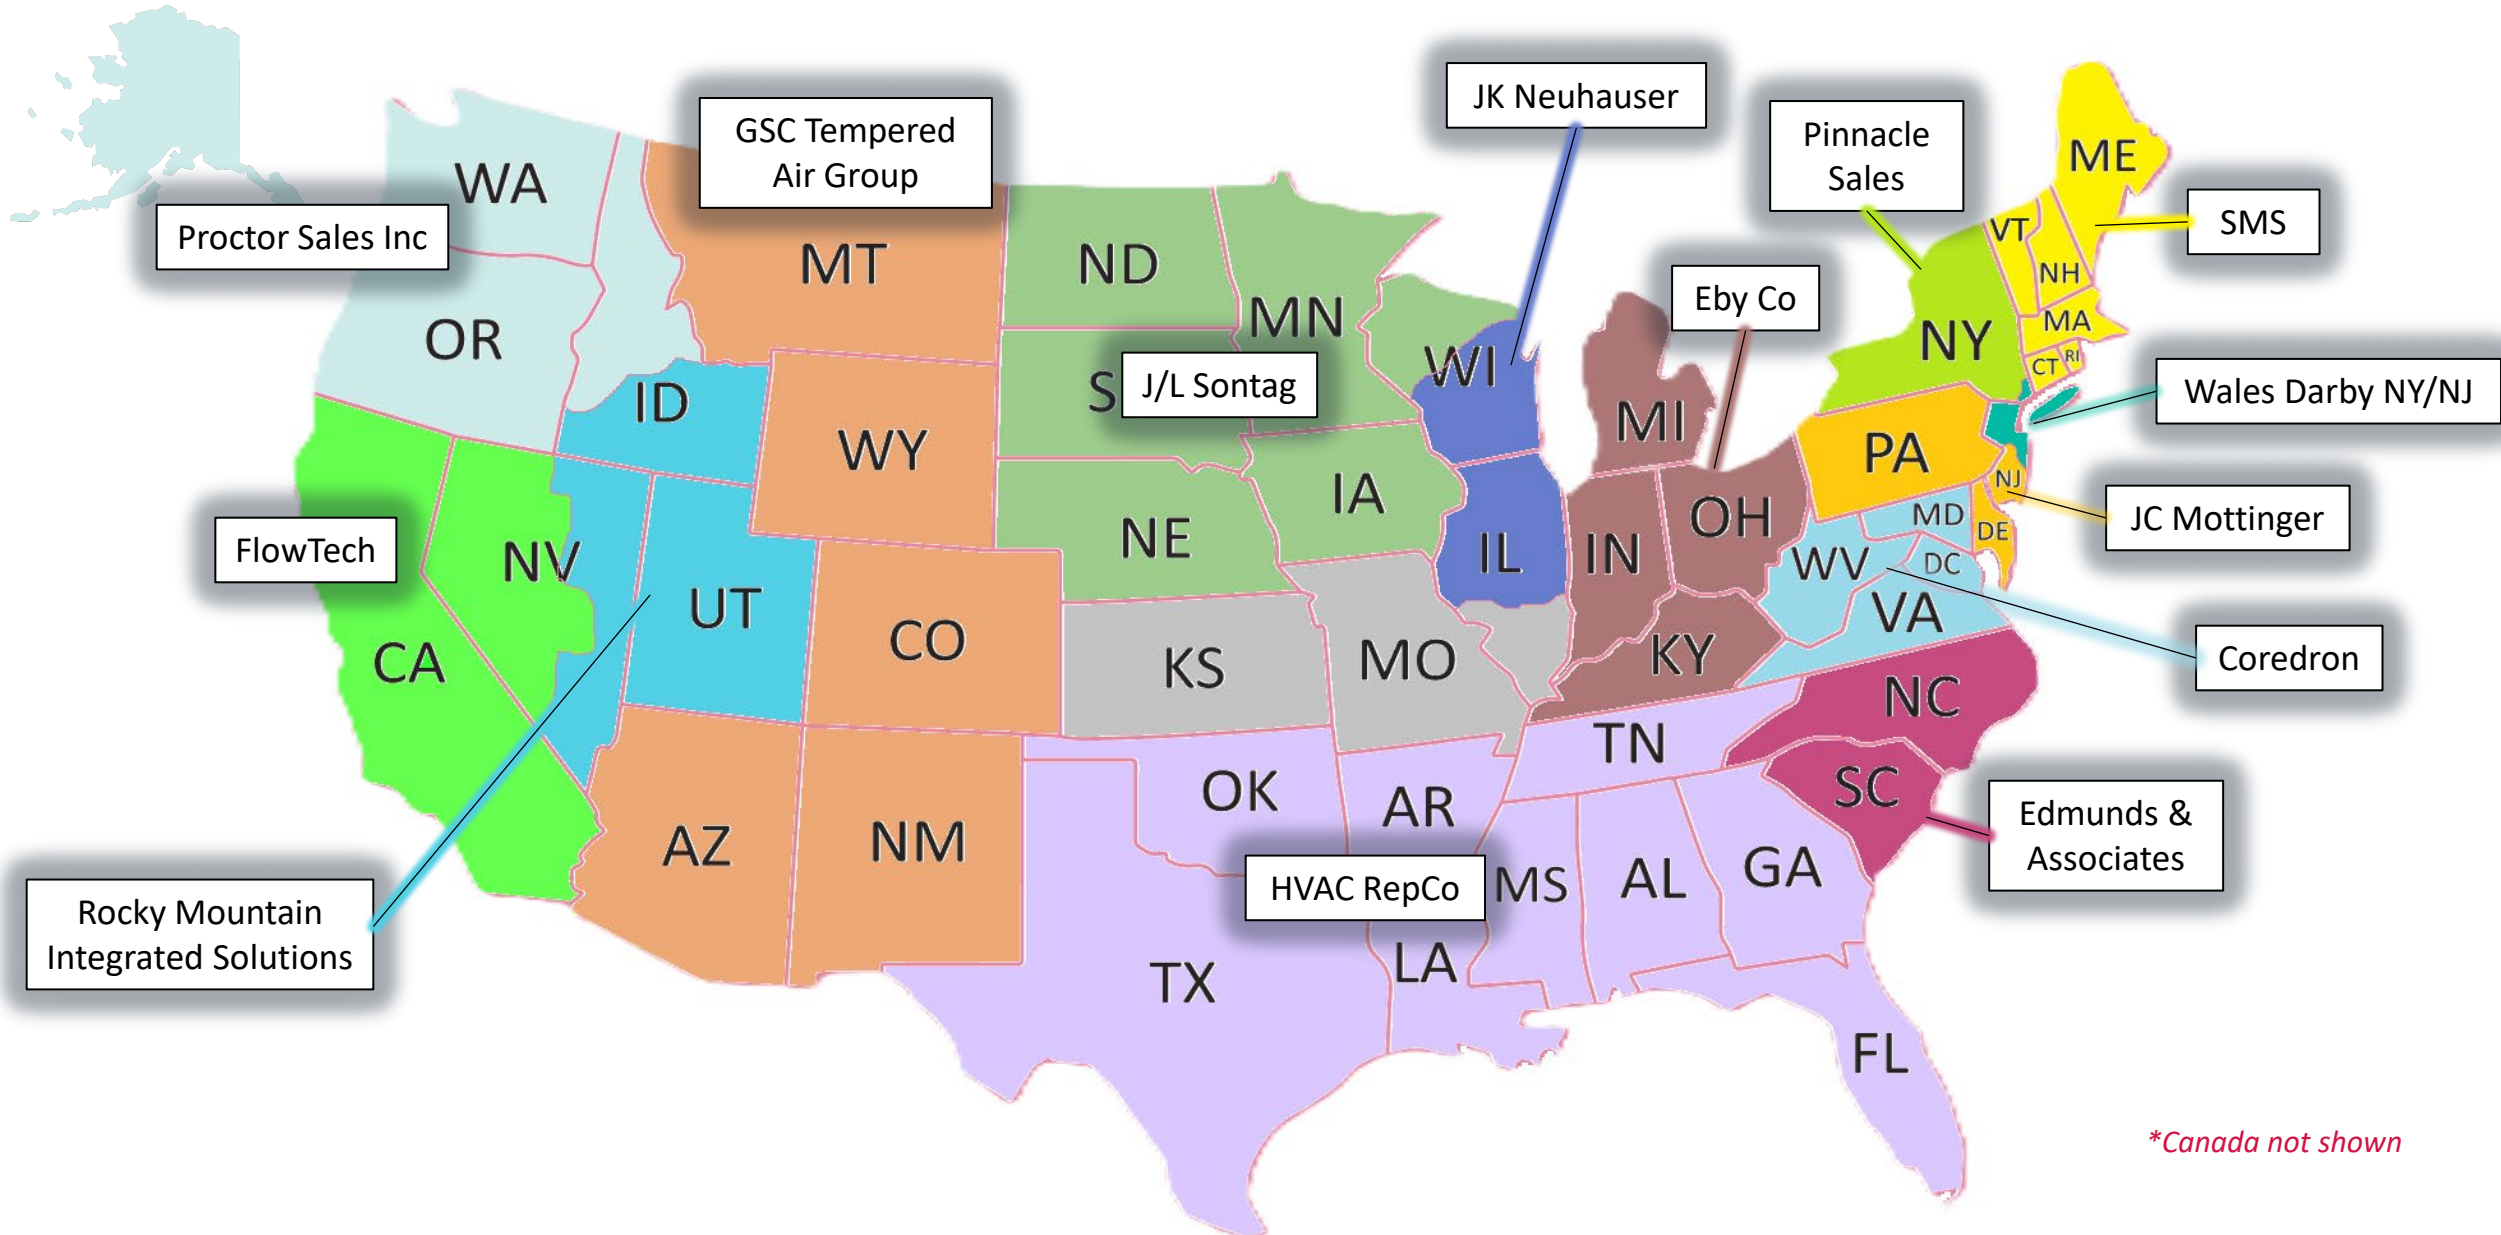 JK Neuhauser
GSC Tempered
Air Group
Pinnacle
Sales
ME
WA
Proctor Sales Inc
SMS
VT
MT
ND
NH
Eby Co
MN
MA
OR
NY
WI
RI
CT
S
J/L Sontag
Wales Darby NY/NJ
ID
MI
WY
PA
NJ
IA
JC Mottinger
OH
MD
DE
FlowTech
NV
NE
IL
IN
WV
DC
UT
VA
CO
CA
KS
MO
KY
Coredron
NC
TN
OK
AR
SC
Edmunds &
Associates
AZ
NM
HVAC RepCo
MS
AL
GA
Rocky Mountain
Integrated Solutions
LA
TX
FL
*Canada not shown